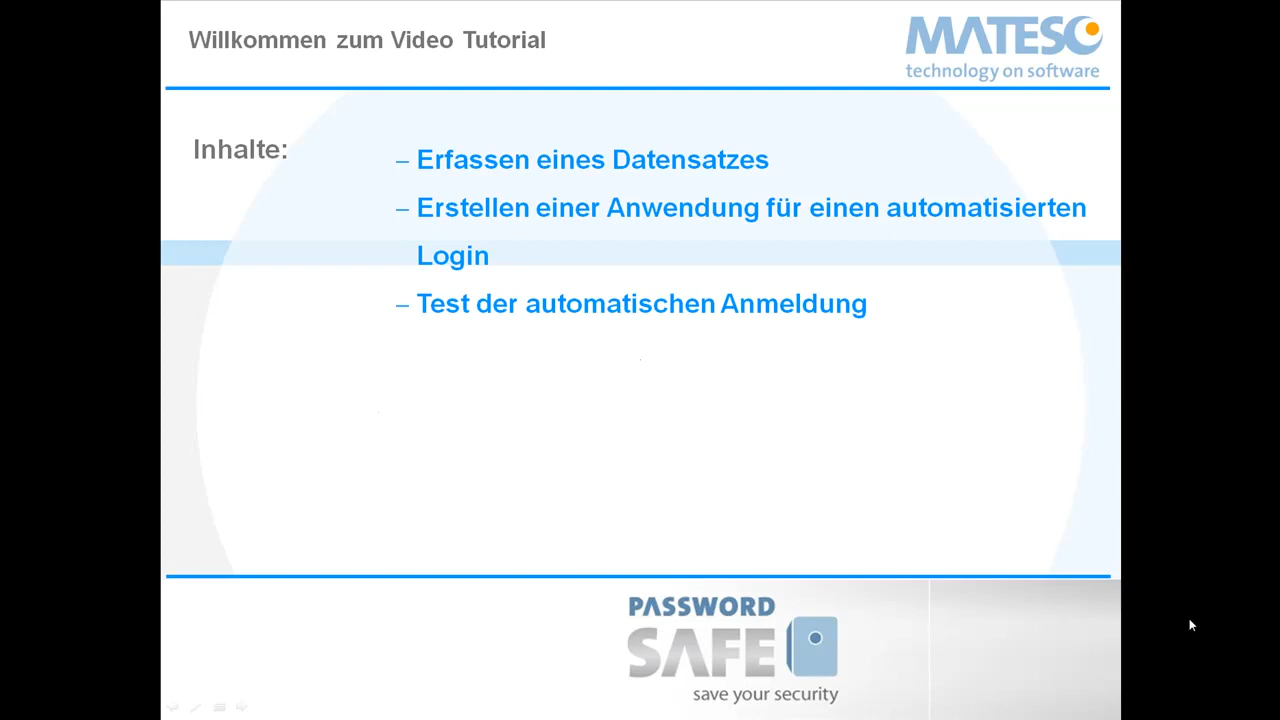 Willkommen zum Video Tutorial
MATESO
technology on software
Inhalte:
– Erfassen eines Datensatzes
– Erstellen einer Anwendung für einen automatisierten
Login
– Test der automatischen Anmeldung
PASSWORD
SAFE
save your security